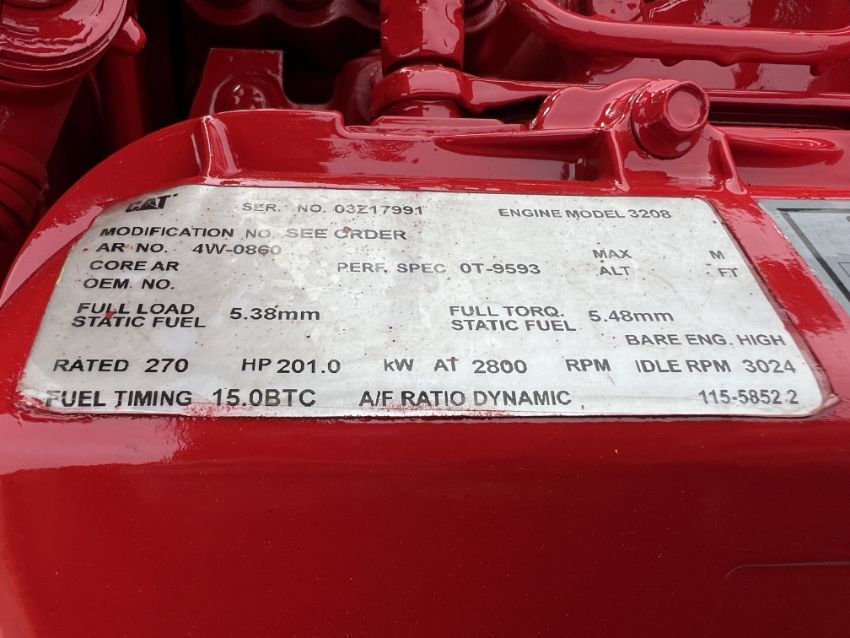 CAT SER. NO. 03Z17991 ENGINE MODEL 3208
MODIFICATION NO. SEE ORDER
AR NO. 4W-0860
CORE AR PERF. SPEC 0T-9593 MAX ALT M FT
OEM NO.
FULL LOAD STATIC FUEL 5.38mm FULL TORQ. STATIC FUEL 5.48mm
BARE ENG. HIGH
RATED 270 HP 201.0 kW AT 2800 RPM IDLE RPM 3024
FUEL TIMING 15.0BTC A/F RATIO DYNAMIC 115-5852 2